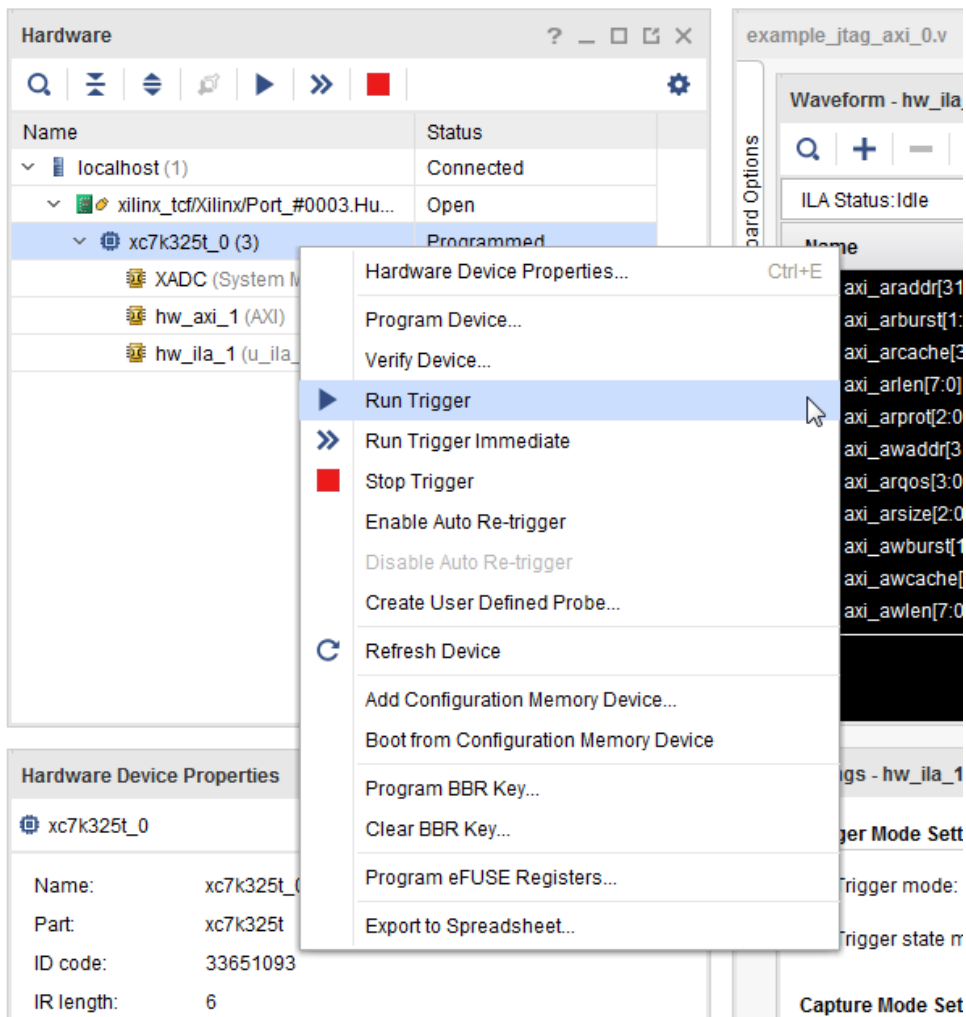 Hardware
?
Name Status
localhost (1) Connected
xilinx_tcf/Xilinx/Port_#0003.Hu... Open
xc7k325t_0 (3) Programmed
XADC (System
hw_axi_1 (AXI)
hw_ila_1 (u_ila_
Hardware Device Properties... Ctrl+E
Program Device...
Verify Device...
Run Trigger
Run Trigger Immediate
Stop Trigger
Enable Auto Re-trigger
Disable Auto Re-trigger
Create User Defined Probe...
Refresh Device
Add Configuration Memory Device...
Boot from Configuration Memory Device
Program BBR Key...
Clear BBR Key...
Program eFUSE Registers...
Export to Spreadsheet...
Hardware Device Properties
xc7k325t_0
Name: xc7k325t_0
Part: xc7k325t
ID code: 33651093
IR length: 6
example_jtag_axi_0.v
Options
Waveform - hw_ila_
ILA Status:Idle
Name
axi_araddr[31
axi_arburst[1:
axi_arcache[3
axi_arlen[7:0]
axi_arprot[2:0
axi_awaddr[3
axi_arqos[3:0
axi_arsize[2:0
axi_awburst[1
axi_awcache[
axi_awlen[7:0
gs - hw_ila_1
ger Mode Sett
Trigger mode:
Trigger state m
Capture Mode Set